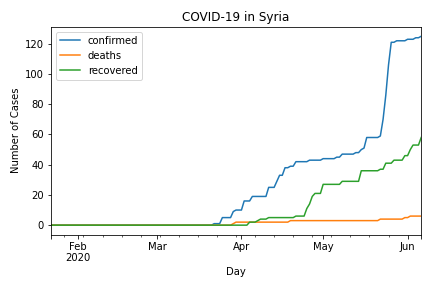 COVID-19 in Syria
confirmed
deaths
recovered
Number of Cases
120
100
80
60
40
20
0
Feb
2020
Mar
Apr
May
Jun
Day